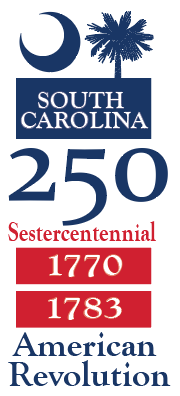 SOUTH
CAROLINA
250
Sestercentennial
1770
1783
American
Revolution